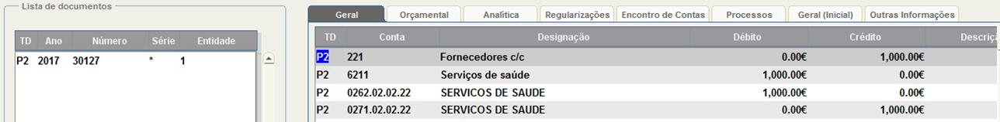 Lista de documentos
TD Ano Número Série Entidade
P2 2017 30127 * 1
Geral Orçamental Analítica Regularizações Encontro de Contas Processos Geral (Inicial) Outras Informações
TD Conta Designação Débito Crédito Descriçã
P2 221 Fornecedores c/c 0.00€ 1,000.00€
P2 6211 Serviços de saúde 1,000.00€ 0.00€
P2 0262.02.02.22 SERVICOS DE SAUDE 1,000.00€ 0.00€
P2 0271.02.02.22 SERVICOS DE SAUDE 0.00€ 1,000.00€